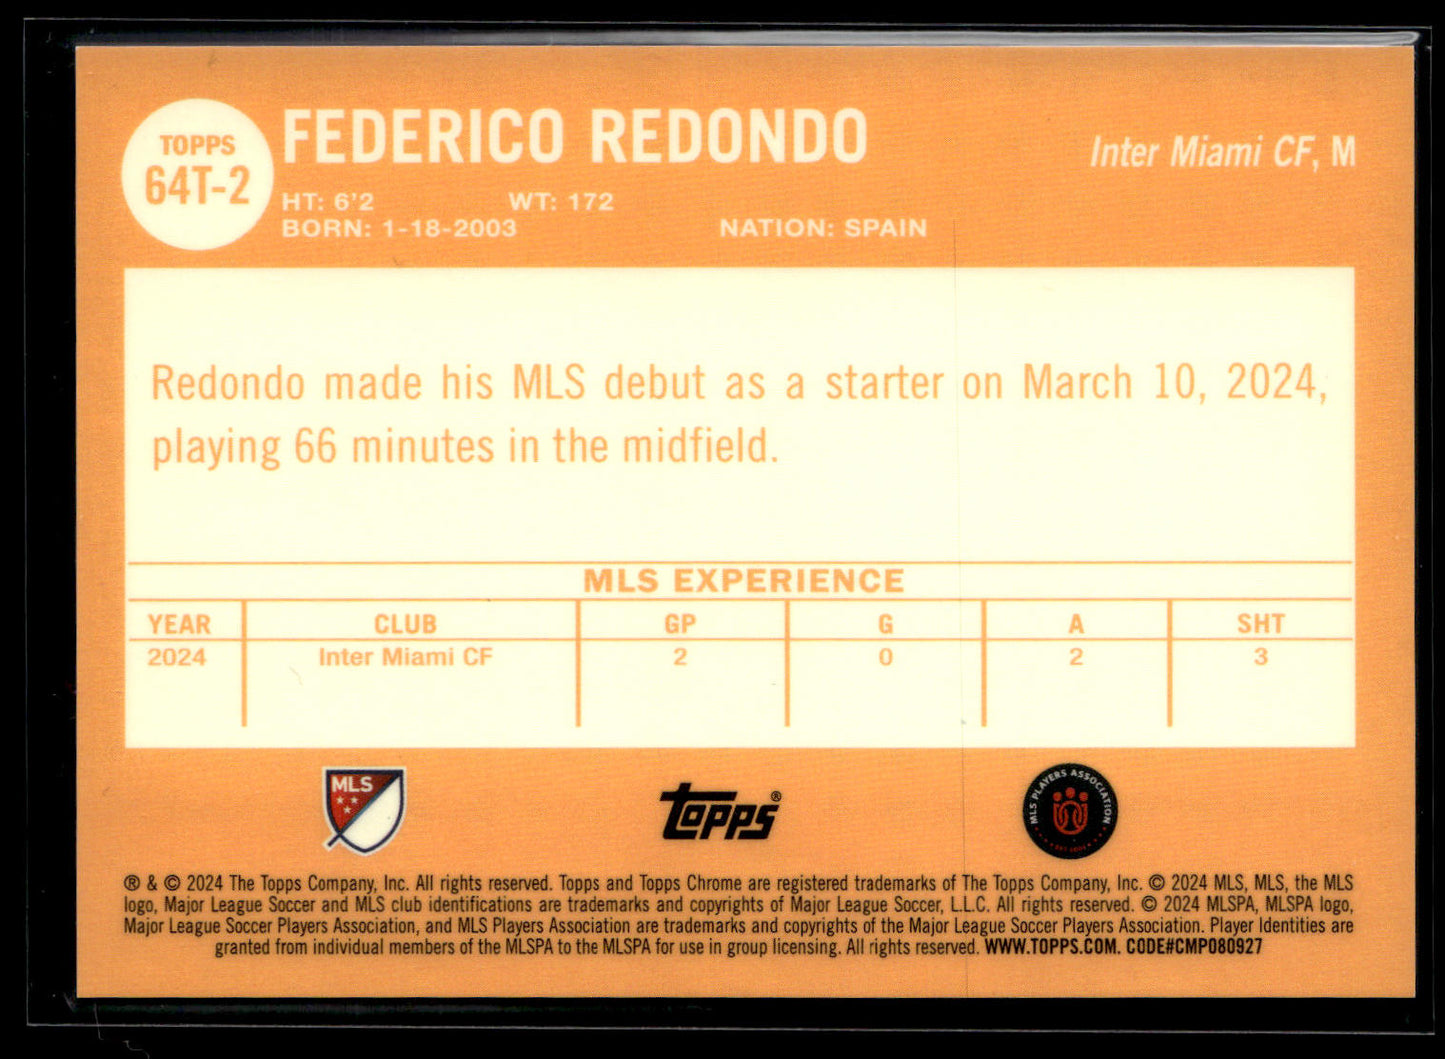 TOPPS
64T-2
FEDERICO REDONDO
Inter Miami CF, M
HT: 6'2 WT: 172
BORN: 1-18-2003 NATION: SPAIN
Redondo made his MLS debut as a starter on March 10, 2024,
playing 66 minutes in the midfield.
MLS EXPERIENCE
YEAR CLUB GP G A SHT
2024 Inter Miami CF 2 0 2 3
MLS
Topps®
MLS PLAYERS ASSOCIATION
® & © 2024 The Topps Company, Inc. All rights reserved. Topps and Topps Chrome are registered trademarks of The Topps Company, Inc. © 2024 MLS, MLS, the MLS
logo, Major League Soccer and MLS club identifications are trademarks and copyrights of Major League Soccer, L.L.C. All rights reserved. © 2024 MLSPA, MLSPA logo,
Major League Soccer Players Association, and MLS Players Association are trademarks and copyrights of the Major League Soccer Players Association. Player Identities are
granted from individual members of the MLSPA to the MLSPA for use in group licensing. All rights reserved. WWW.TOPPS.COM. CODE#CMP080927